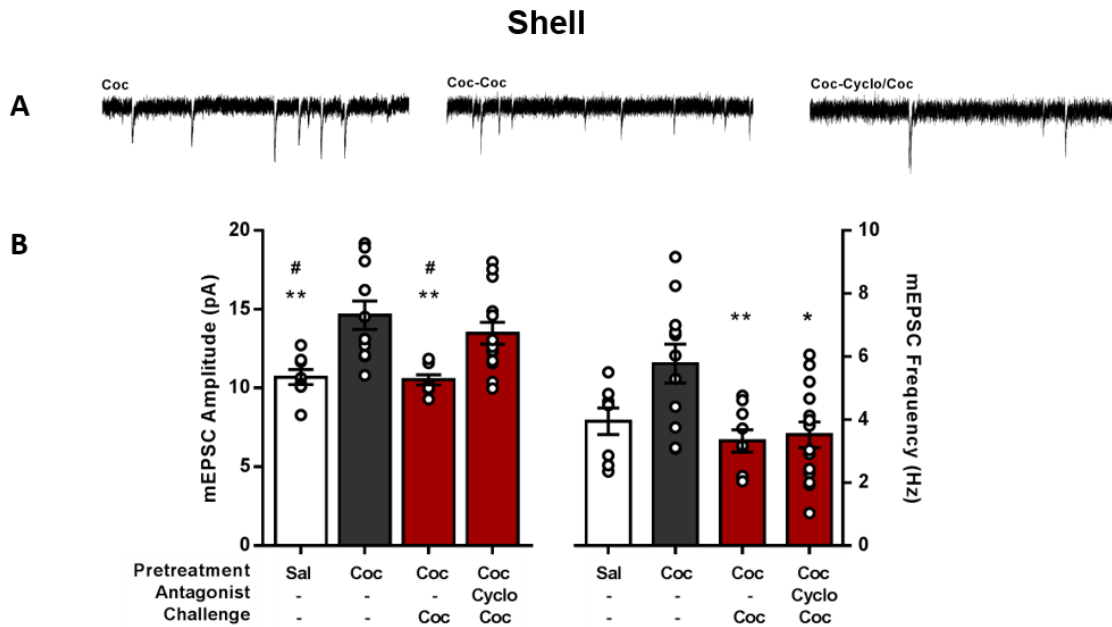 Shell
A
Coc
Coc-Coc
Coc-Cyclo/Coc
B
mEPSC Amplitude (pA)
20
15
10
5
0
#
**
#
**
**
*
10
8
6
4
2
0
mEPSC Frequency (Hz)
Pretreatment Sal Coc Coc Coc Sal Coc Coc Coc
Antagonist - - - Cyclo - - - Cyclo
Challenge - - Coc Coc - - Coc Coc